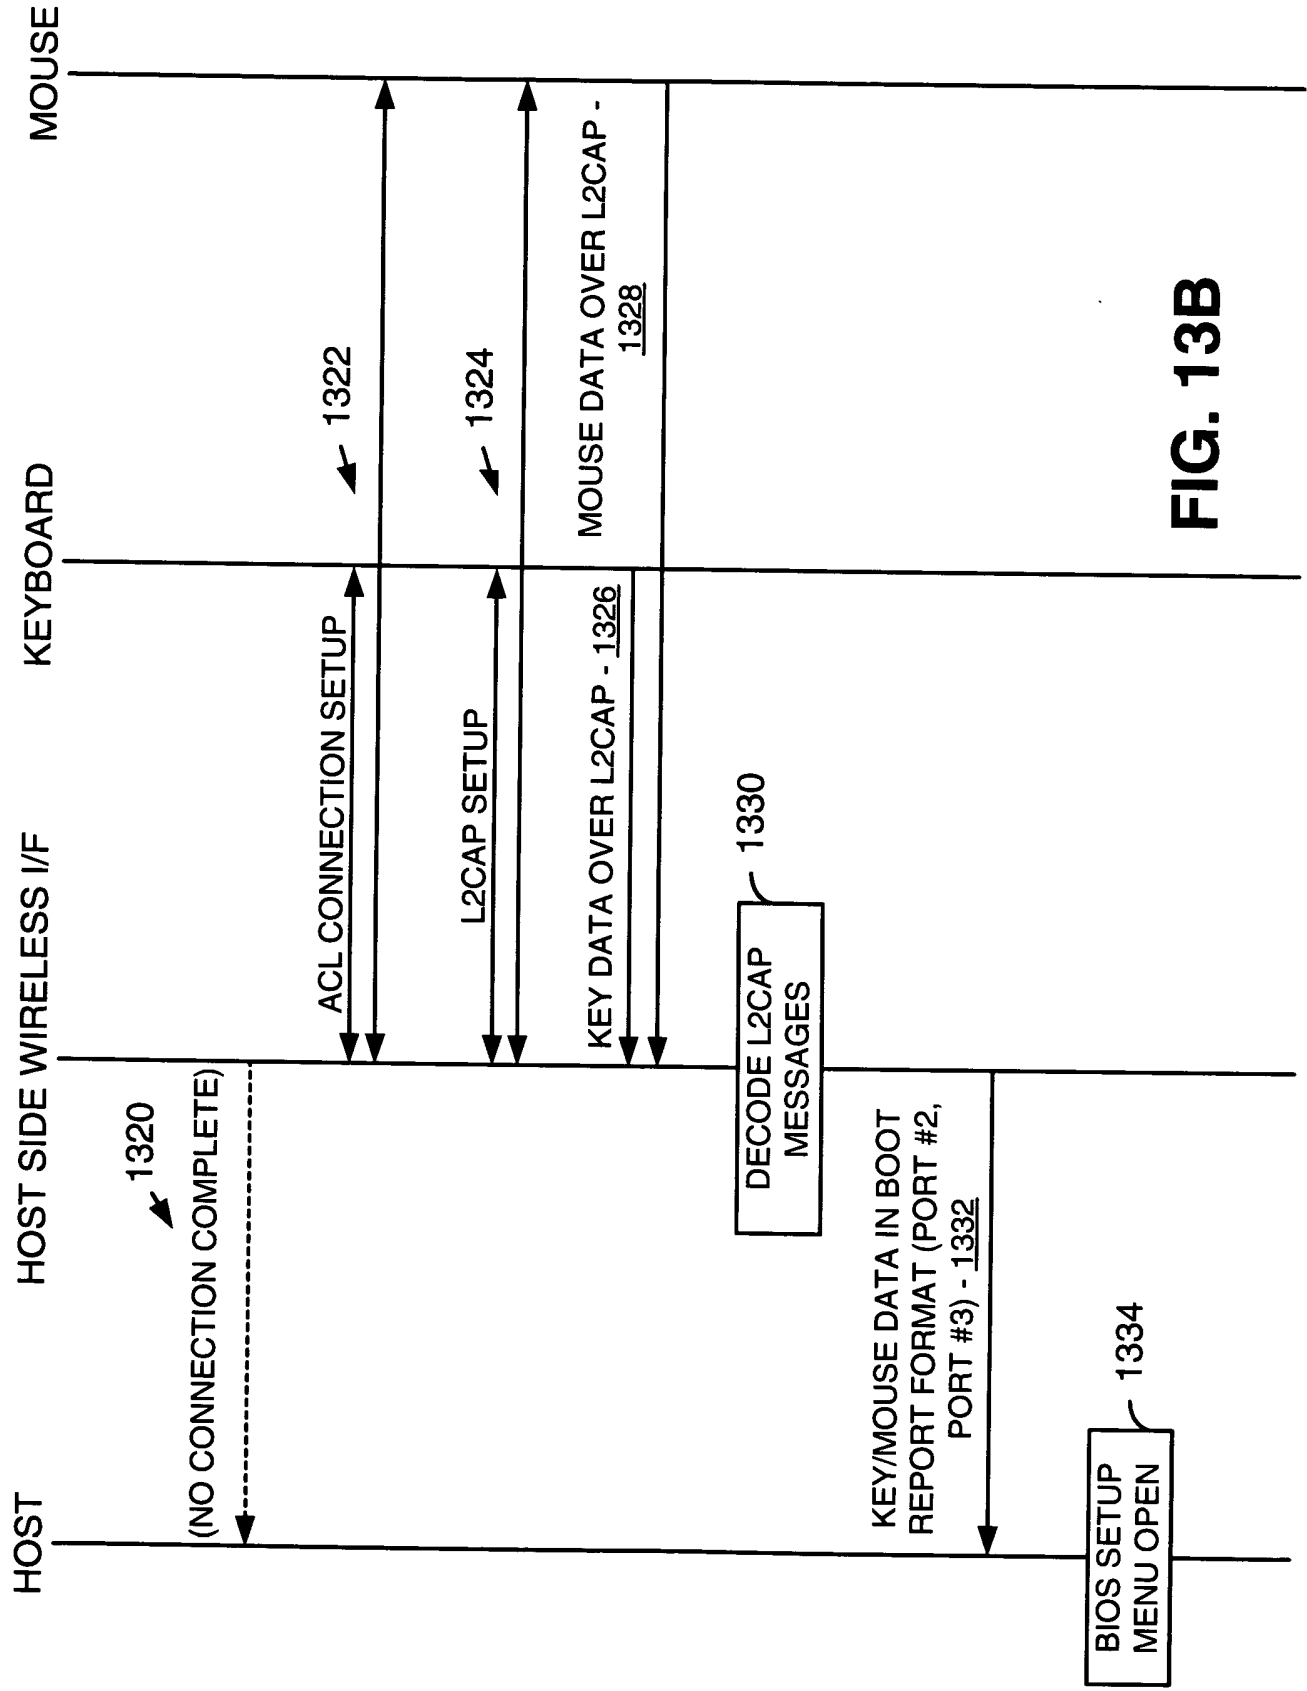 HOST
HOST SIDE WIRELESS I/F
KEYBOARD
MOUSE
1320
(NO CONNECTION COMPLETE)
ACL CONNECTION SETUP
1322
L2CAP SETUP
1324
KEY DATA OVER L2CAP - 1326
MOUSE DATA OVER L2CAP -
1328
DECODE L2CAP
MESSAGES
1330
KEY/MOUSE DATA IN BOOT
REPORT FORMAT (PORT #2,
PORT #3) - 1332
BIOS SETUP
MENU OPEN
1334
FIG. 13B